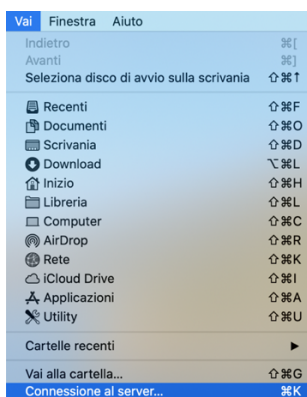 Vai Finestra Aiuto
Indietro ⌘[
Avanti ⌘]
Seleziona disco di avvio sulla scrivania ⇧⌘↑
Recenti ⇧⌘F
Documenti ⇧⌘O
Scrivania ⇧⌘D
Download ⌥⌘L
Inizio ⇧⌘H
Libreria ⇧⌘L
Computer ⇧⌘C
AirDrop ⇧⌘R
Rete ⇧⌘K
iCloud Drive ⇧⌘I
Applicazioni ⇧⌘A
Utility ⇧⌘U
Cartelle recenti ▶
Vai alla cartella... ⇧⌘G
Connessione al server... ⌘K